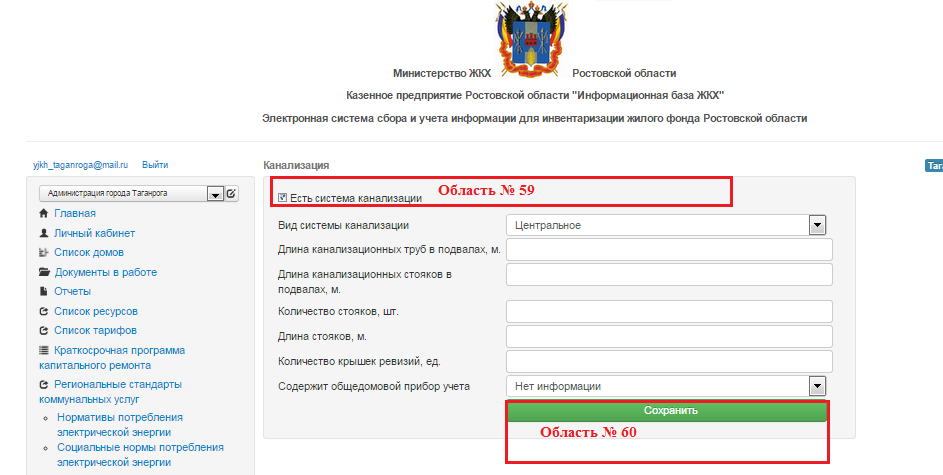 Министерство ЖКХ Ростовской области
Казенное предприятие Ростовской области "Информационная база ЖКХ"
Электронная система сбора и учета информации для инвентаризации жилого фонда Ростовской области
yjkh_taganroga@mail.ru Выйти
Администрация города Таганрога
Главная
Личный кабинет
Список домов
Документы в работе
Отчеты
Список ресурсов
Список тарифов
Краткосрочная программа
капитального ремонта
Региональные стандарты
коммунальных услуг
Нормативы потребления
электрической энергии
Социальные нормы потребления
электрической энергии
Канализация
Таг
Область № 59
Есть система канализации
Вид системы канализации Центральное
Длина канализационных труб в подвалах, м.
Длина канализационных стояков в
подвалах, м.
Количество стояков, шт.
Длина стояков, м.
Количество крышек ревизий, ед.
Содержит общедомовой прибор учета Нет информации
Сохранить
Область № 60